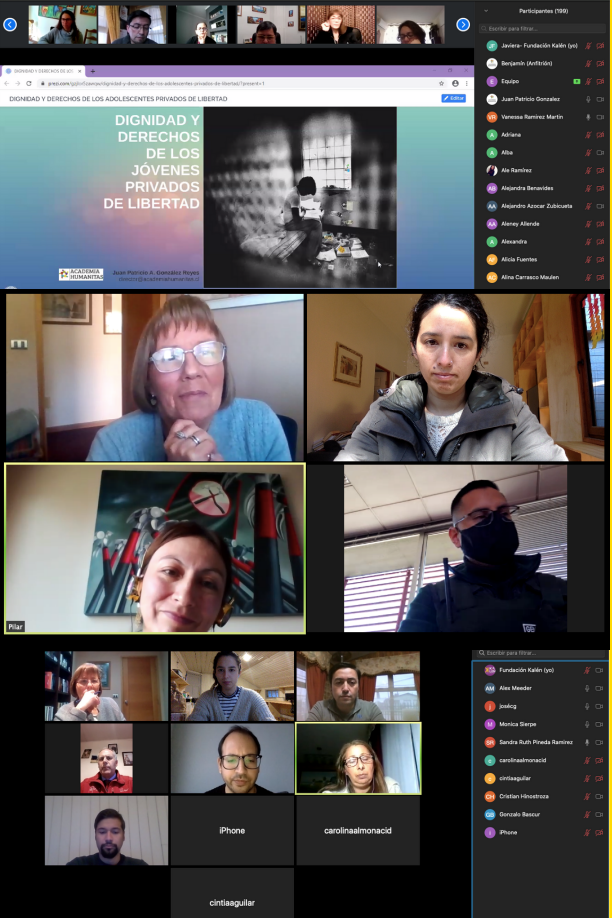 Participantes (199)
Escribir para filtrar...
Javiera- Fundación Kalén (yo)
Benjamín (Anfitrión)
Equipo
Juan Patricio Gonzalez
Vanessa Ramírez Martin
Adriana
Alba
Ale Ramírez
Alejandra Benavides
Alejandro Azocar Zubicueta
Aleney Allende
Alexandra
Alicia Fuentes
Alina Carrasco Maulen
DIGNIDAD Y DERECHOS DE LOS ADOLESCENTES PRIVADOS DE LIBERTAD
Editar
DIGNIDAD Y
DERECHOS
DE LOS
JÓVENES
PRIVADOS
DE LIBERTAD
ACADEMIA
HUMANITAS
Juan Patricio A. González Reyes
Pilar
Escribir para filtrar...
Fundación Kalén (yo)
Alex Meeder
josécg
Monica Sierpe
Sandra Ruth Pineda Ramirez
carolinaalmonacid
cintiaaguilar
Cristian Hinostroza
Gonzalo Bascur
iPhone
iPhone
carolinaalmonacid
cintiaaguilar